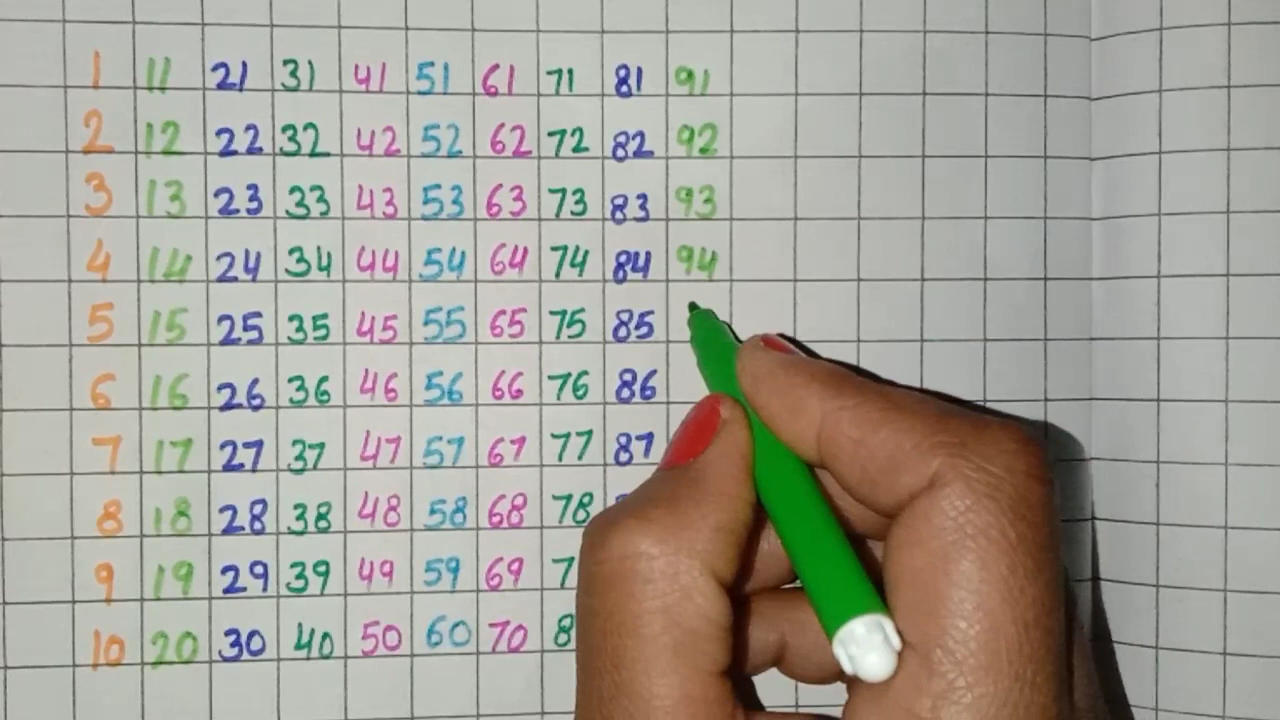 1 11 21 31 41 51 61 71 81 91
2 12 22 32 42 52 62 72 82 92
3 13 23 33 43 53 63 73 83 93
4 14 24 34 44 54 64 74 84 94
5 15 25 35 45 55 65 75 85
6 16 26 36 46 56 66 76 86
7 17 27 37 47 57 67 77 87
8 18 28 38 48 58 68 78
9 19 29 39 49 59 69 7
10 20 30 40 50 60 70 8